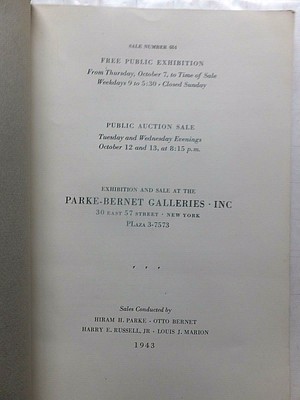 FREE PUBLIC EXHIBITION
From Thursday, October 7, to Time of Sale
Weekdays 9 to 5:30 · Closed Sunday
PUBLIC AUCTION SALE
Tuesday and Wednesday Evenings
October 12 and 13, at 8:15 p.m.
EXHIBITION AND SALE AT THE
PARKE-BERNET GALLERIES · INC
30 EAST 57 STREET · NEW YORK
PLAZA 3-7573
Sales Conducted by
HIRAM H. PARKE · OTTO BERNET
HARRY E. RUSSELL, JR · LOUIS J. MARION
1943